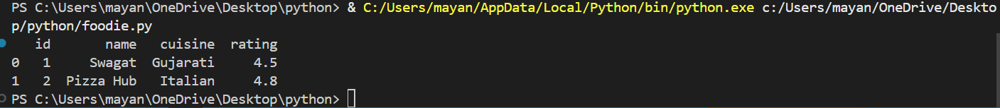 PS C:\Users\mayan\OneDrive\Desktop\python> & C:/Users/mayan/AppData/Local/Python/bin/python.exe c:/Users/mayan/OneDrive/Deskto
p/python/foodie.py
   id       name   cuisine  rating
0   1     Swagat  Gujarati     4.5
1   2  Pizza Hub   Italian     4.8
PS C:\Users\mayan\OneDrive\Desktop\python>